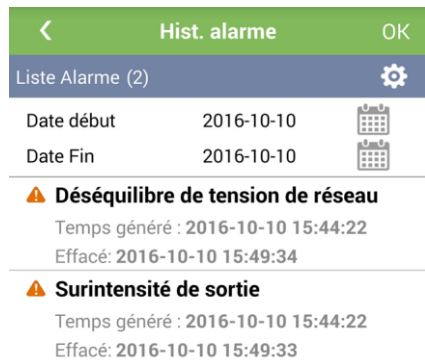 Hist. alarme OK
Liste Alarme (2)
Date début 2016-10-10
Date Fin 2016-10-10
Déséquilibre de tension de réseau
Temps généré : 2016-10-10 15:44:22
Effacé: 2016-10-10 15:49:34
Surintensité de sortie
Temps généré : 2016-10-10 15:44:22
Effacé: 2016-10-10 15:49:33